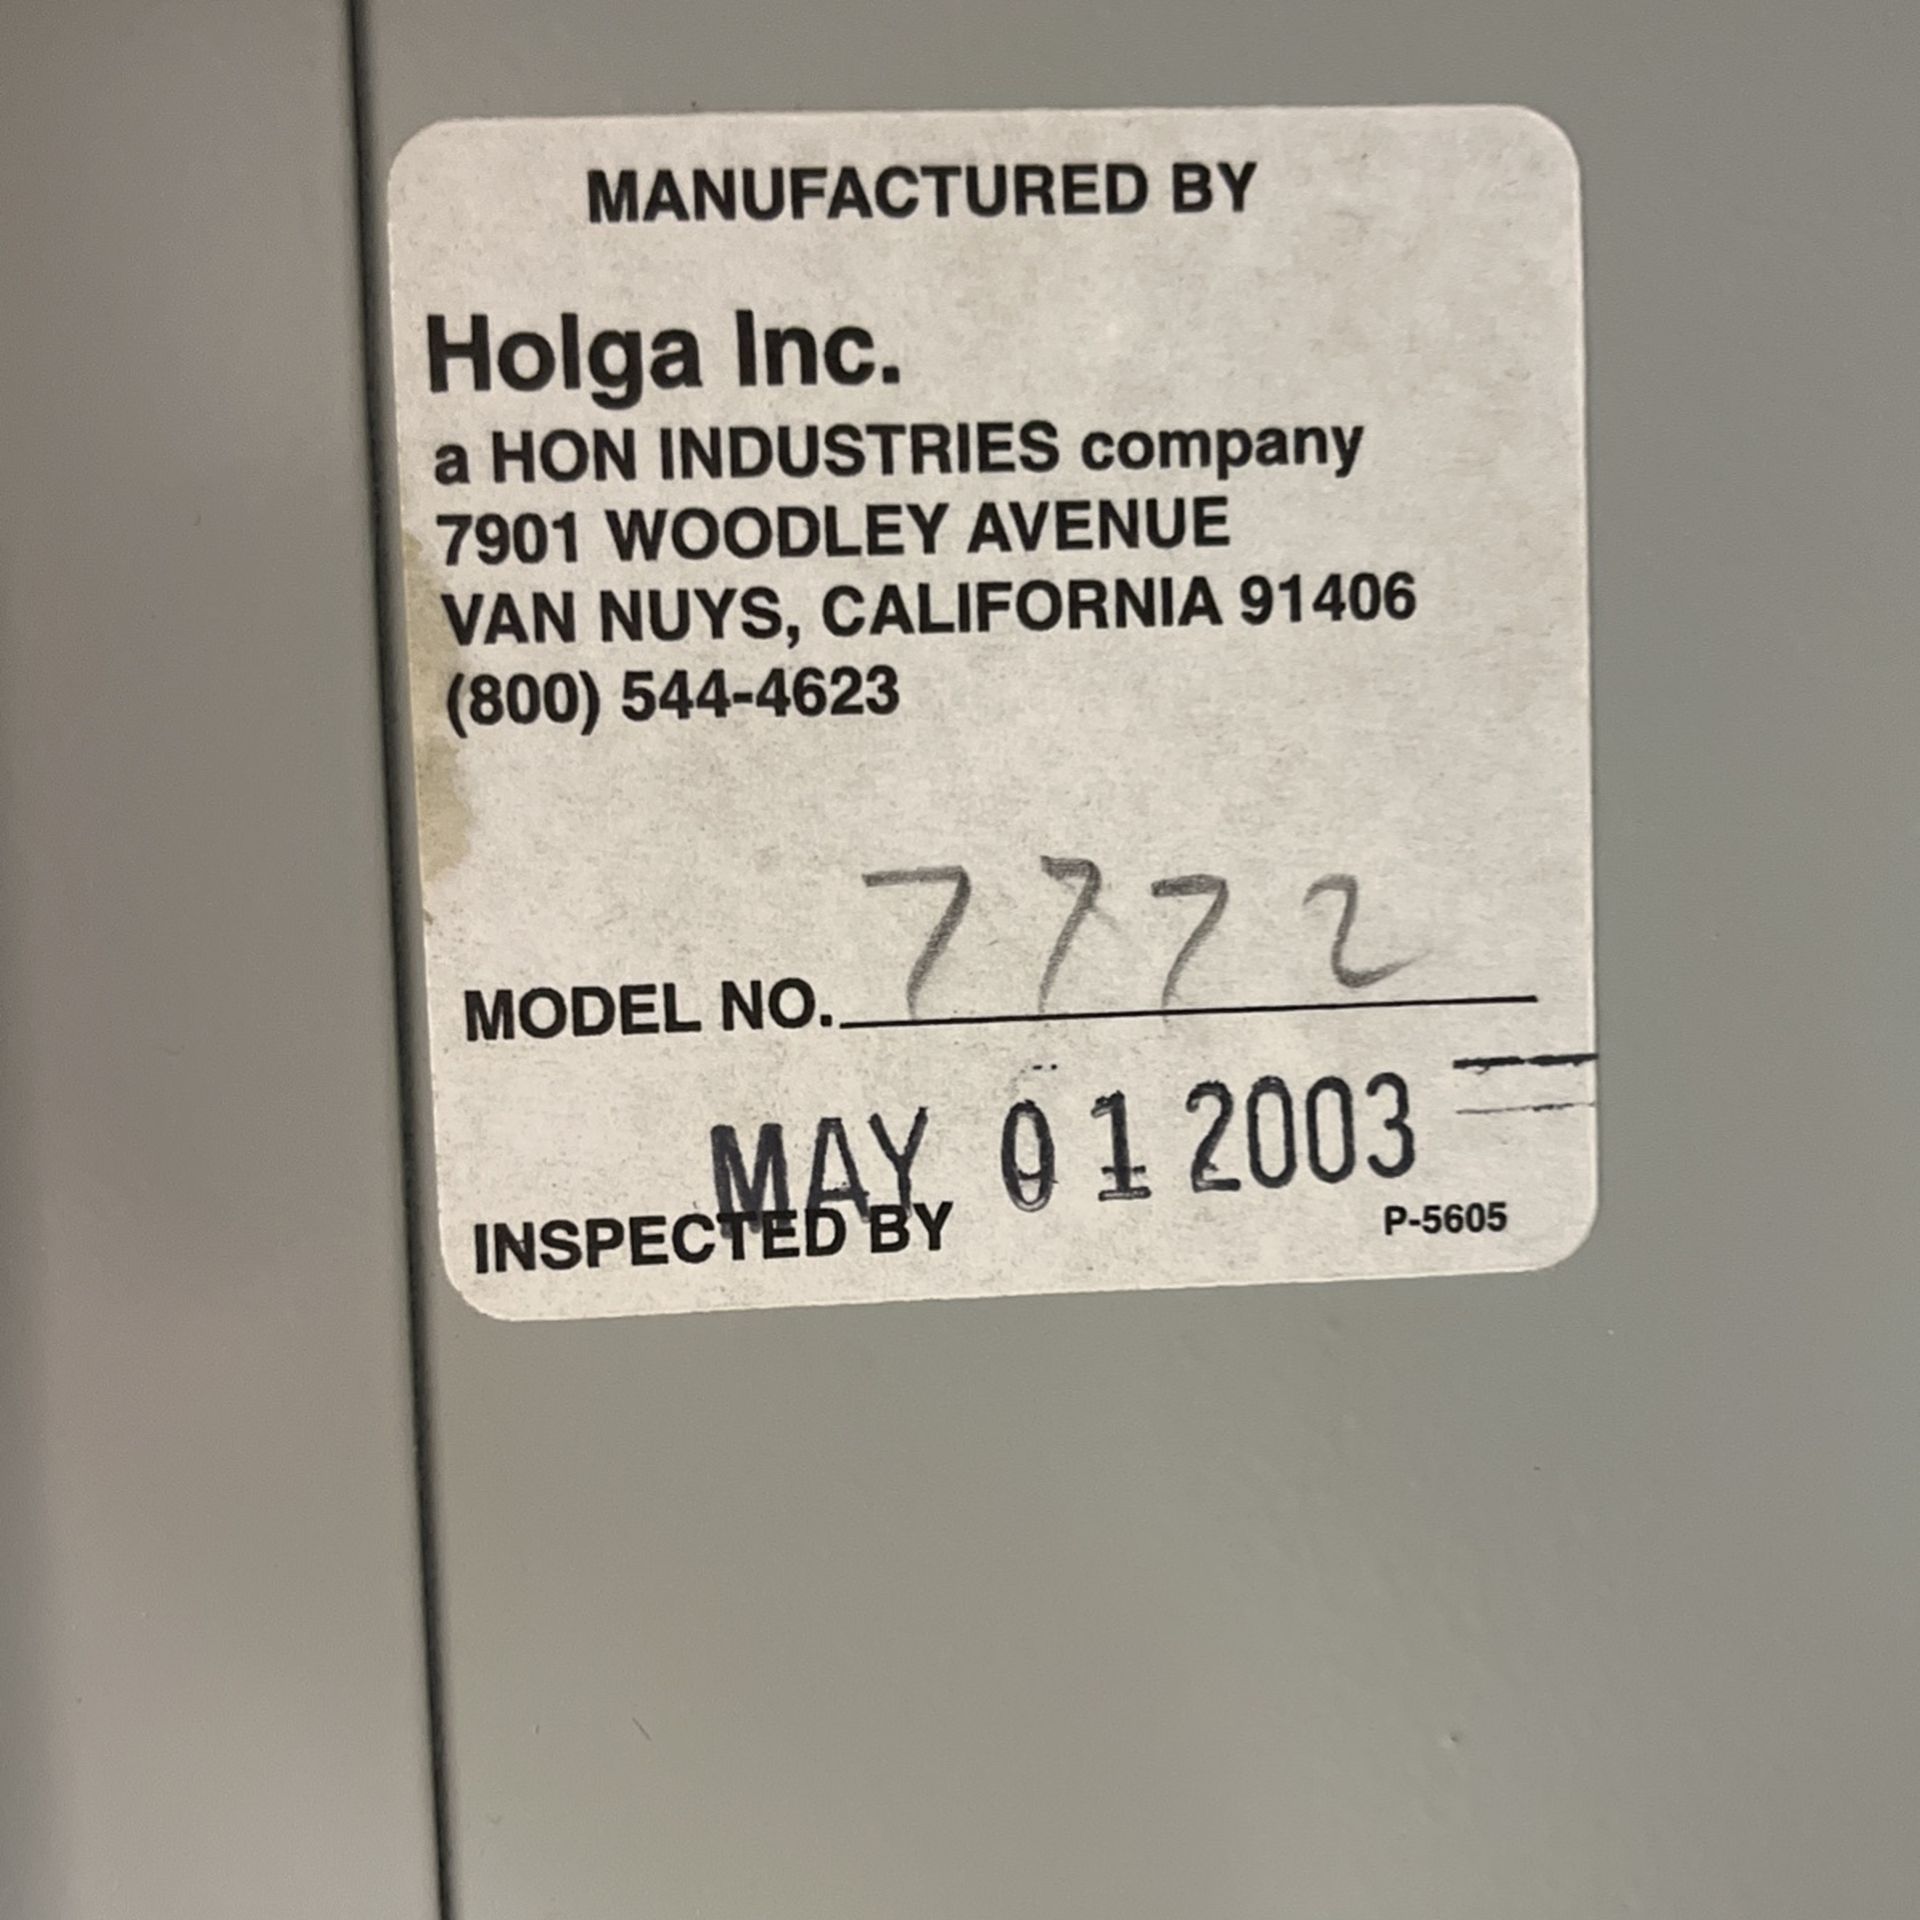 MANUFACTURED BY
Holga Inc.
a HON INDUSTRIES company
7901 WOODLEY AVENUE
VAN NUYS, CALIFORNIA 91406
(800) 544-4623
MODEL NO. 7772
MAY 01 2003
INSPECTED BY
P-5605